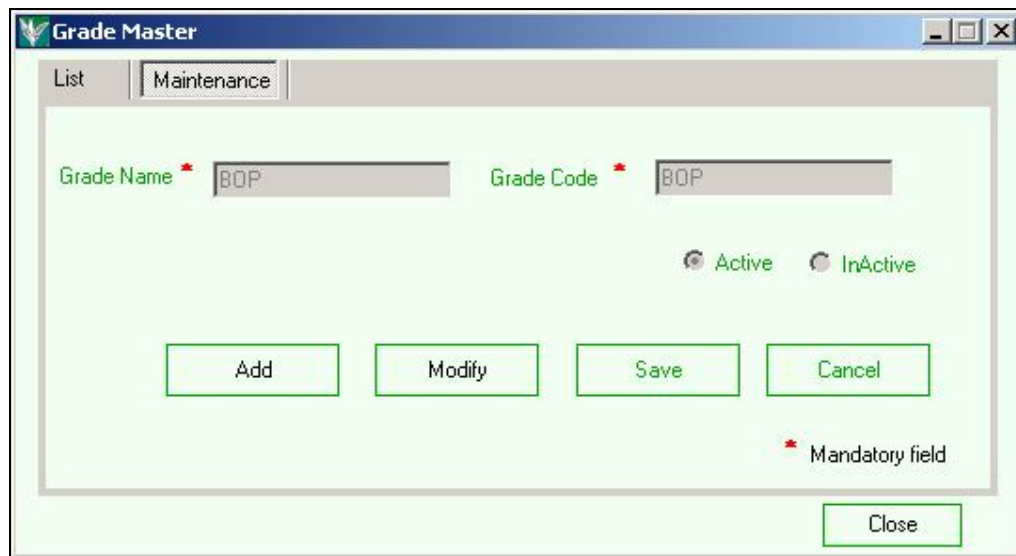 Grade Master
List Maintenance
Grade Name * BOP Grade Code * BOP
Active InActive
Add Modify Save Cancel
* Mandatory field
Close